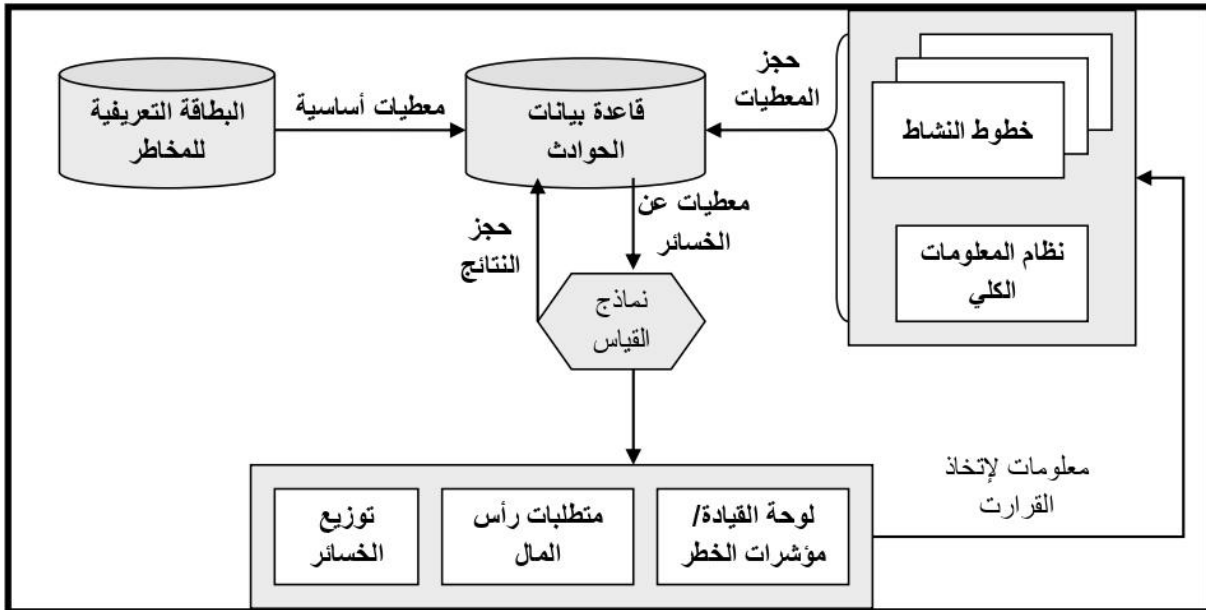 حجز
المعطيات
خطوط النشاط
نظام المعلومات
الكلي
قاعدة بيانات
الحوادث
معطيات أساسية
البطاقة التعريفية
للمخاطر
معطيات عن
الخسائر
حجز
النتائج
نماذج
القياس
معلومات لإتخاذ
القرارت
لوحة القيادة/
مؤشرات الخطر
متطلبات رأس
المال
توزيع
الخسائر